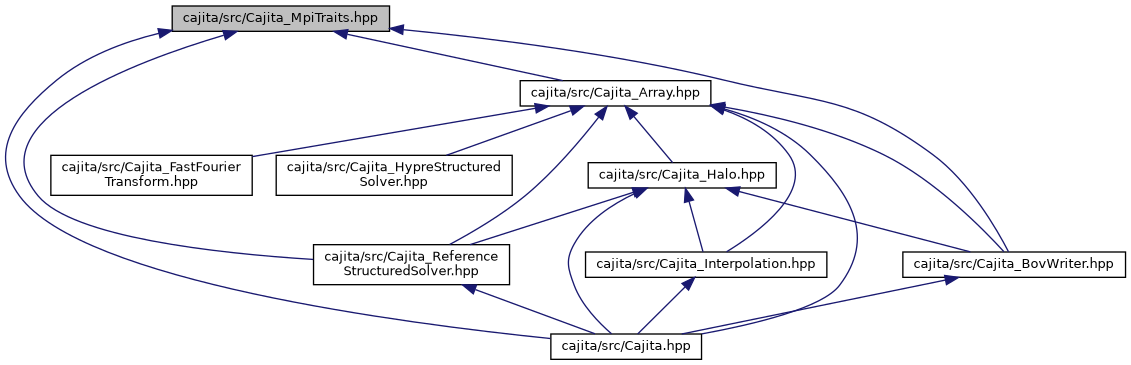 cajita/src/Cajita_MpiTraits.hpp
cajita/src/Cajita_Array.hpp
cajita/src/Cajita_FastFourier
Transform.hpp
cajita/src/Cajita_HypreStructured
Solver.hpp
cajita/src/Cajita_Halo.hpp
cajita/src/Cajita_Reference
StructuredSolver.hpp
cajita/src/Cajita_Interpolation.hpp
cajita/src/Cajita_BovWriter.hpp
cajita/src/Cajita.hpp